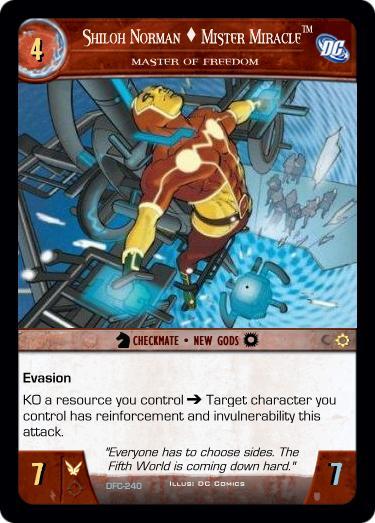 4
SHILOH NORMAN ♦ MISTER MIRACLE™
DC
MASTER OF FREEDOM
CHECKMATE • NEW GODS
Evasion
KO a resource you control ➔ Target character you
control has reinforcement and invulnerability this
attack.
"Everyone has to choose sides. The
Fifth World is coming down hard."
7
7
DFC-240
ILLUS: DC COMICS